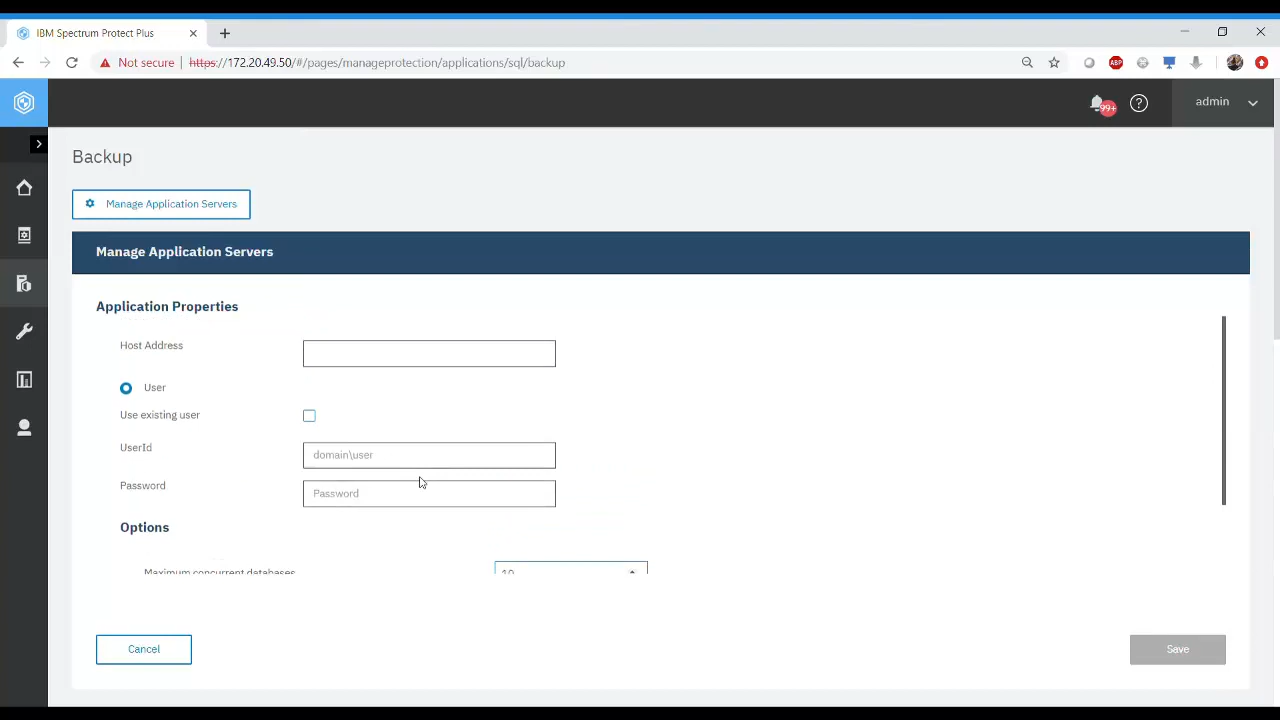 IBM Spectrum Protect Plus
Not secure
https://172.20.49.50/#/pages/manageprotection/applications/sql/backup
ABP
99+
admin
Backup
Manage Application Servers
Manage Application Servers
Application Properties
Host Address
User
Use existing user
UserId
domain\user
Password
Password
Options
Maximum concurrent databases
10
Cancel
Save